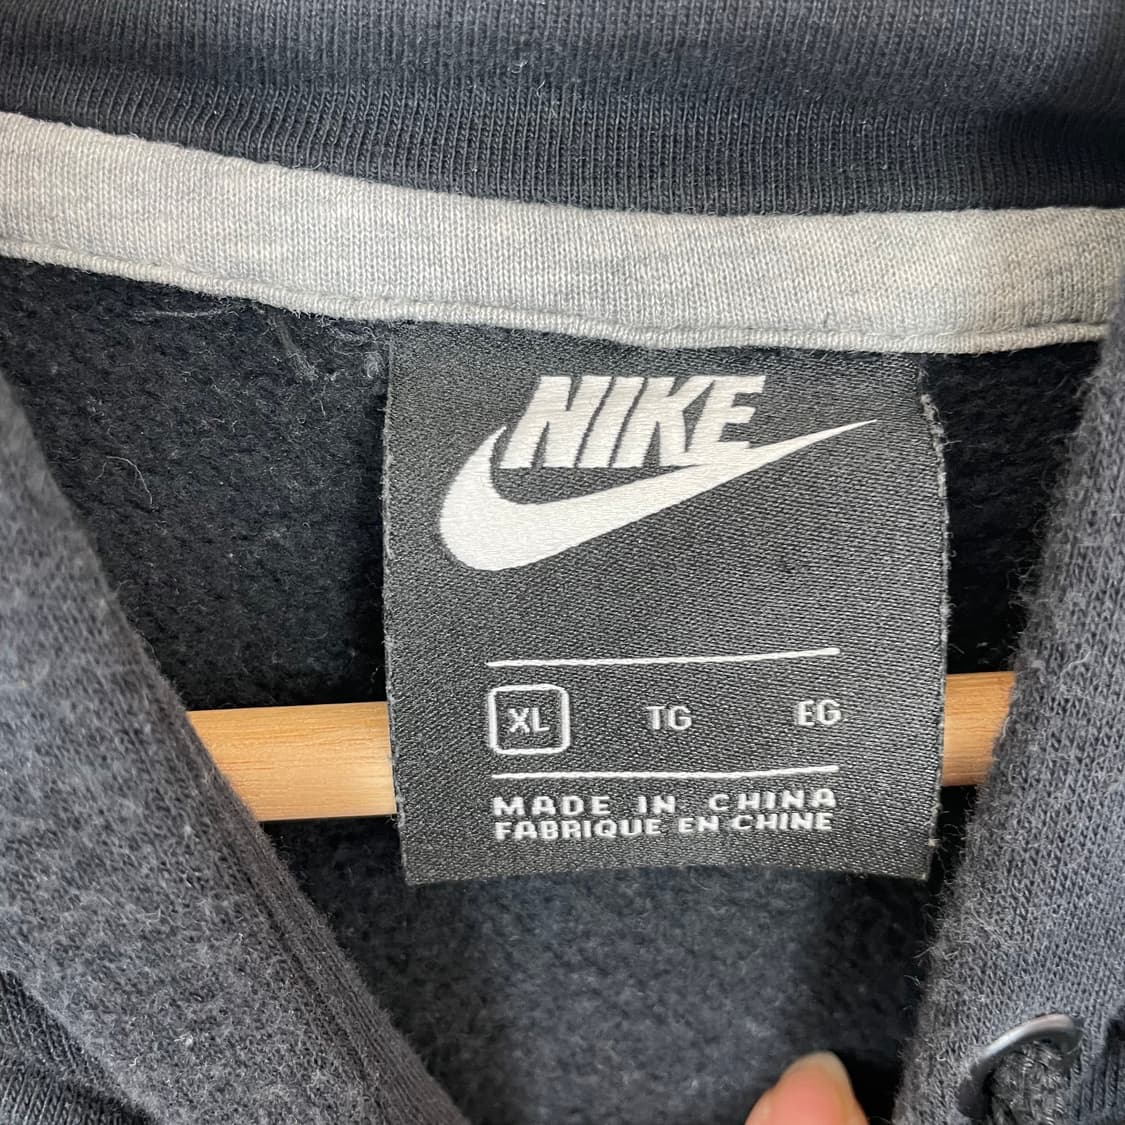 NIKE
XL TG EG
MADE IN CHINA
FABRIQUE EN CHINE